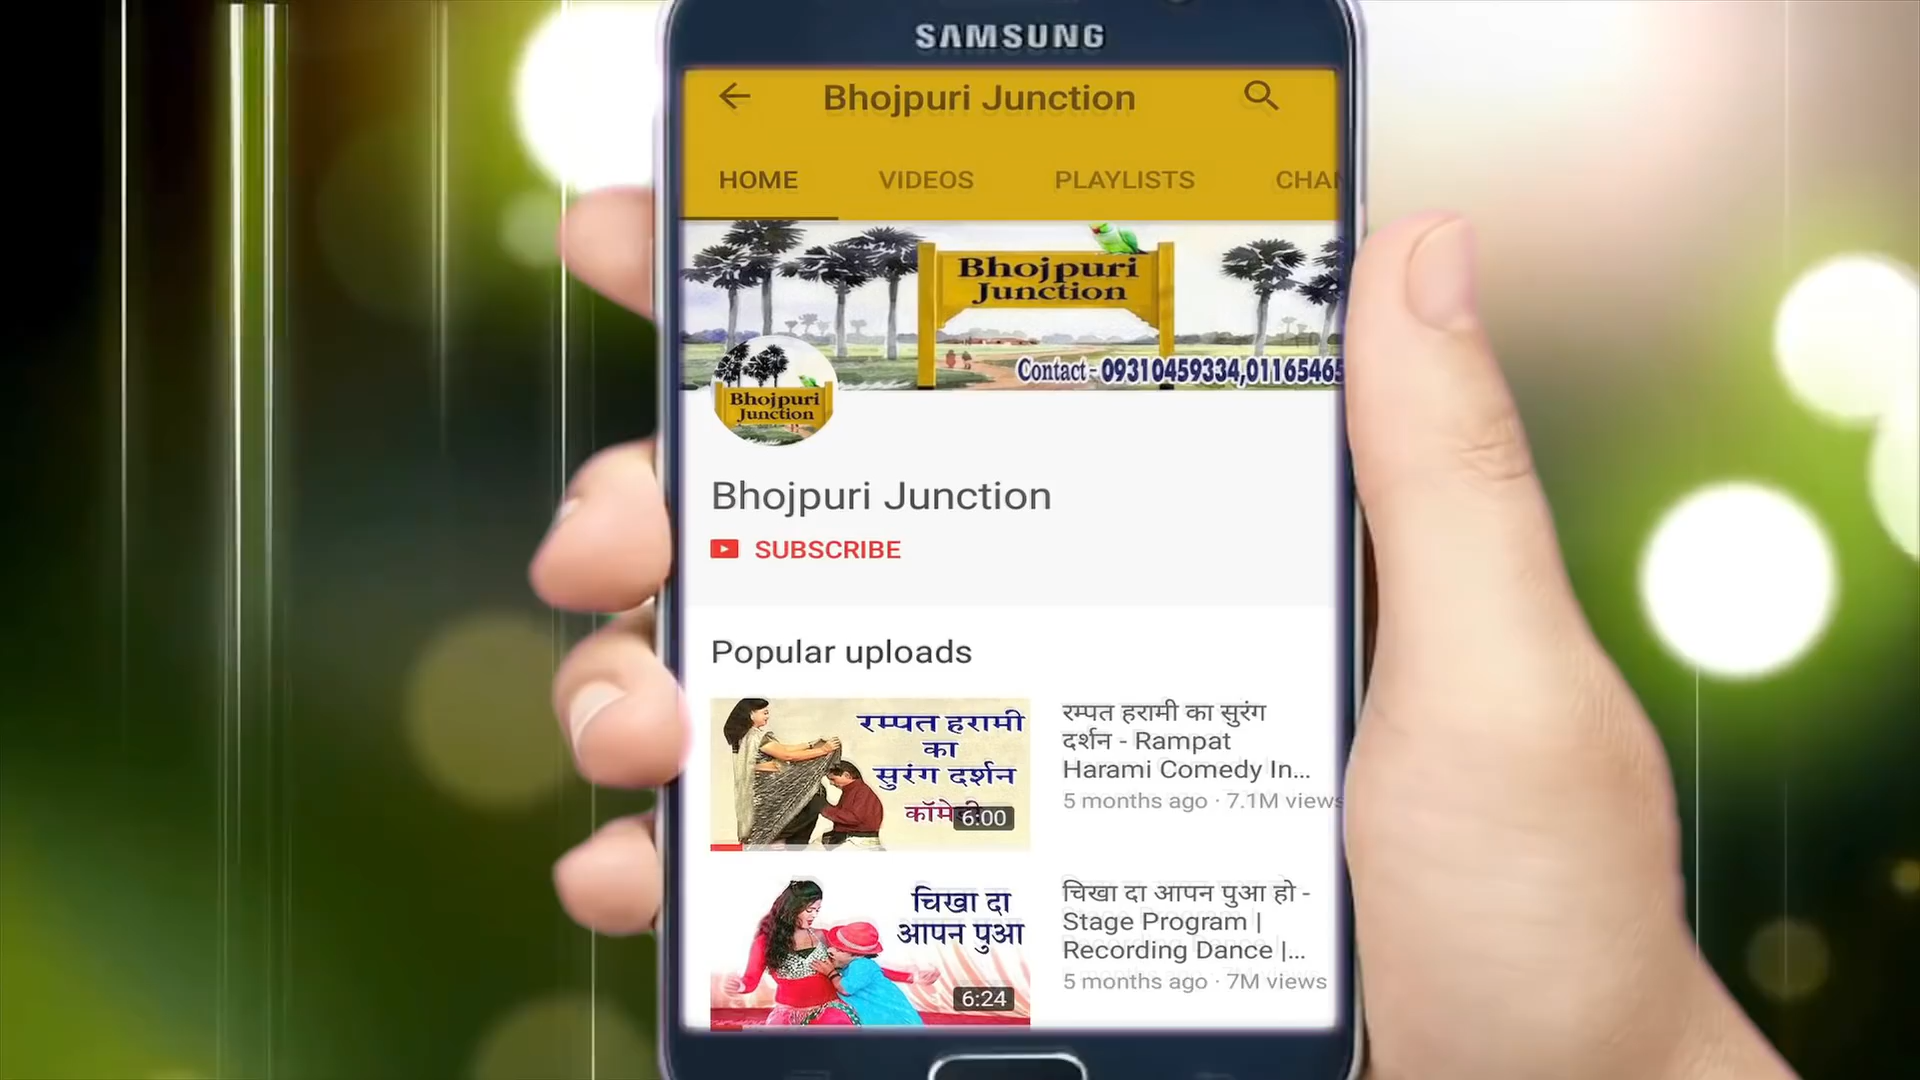 SAMSUNG
Bhojpuri Junction
HOME VIDEOS PLAYLISTS CHAN
Bhojpuri
Junction
Contact - 09310459334,01165465
Bhojpuri
Junction
Bhojpuri Junction
SUBSCRIBE
Popular uploads
रम्पत हरामी
का
सुरंग दर्शन
कॉमेडी
6:00
रम्पत हरामी का सुरंग
दर्शन - Rampat
Harami Comedy In...
5 months ago · 7.1M views
चिखा दा
आपन पुआ
6:24
चिखा दा आपन पुआ हो -
Stage Program |
Recording Dance |...
5 months ago · 7M views